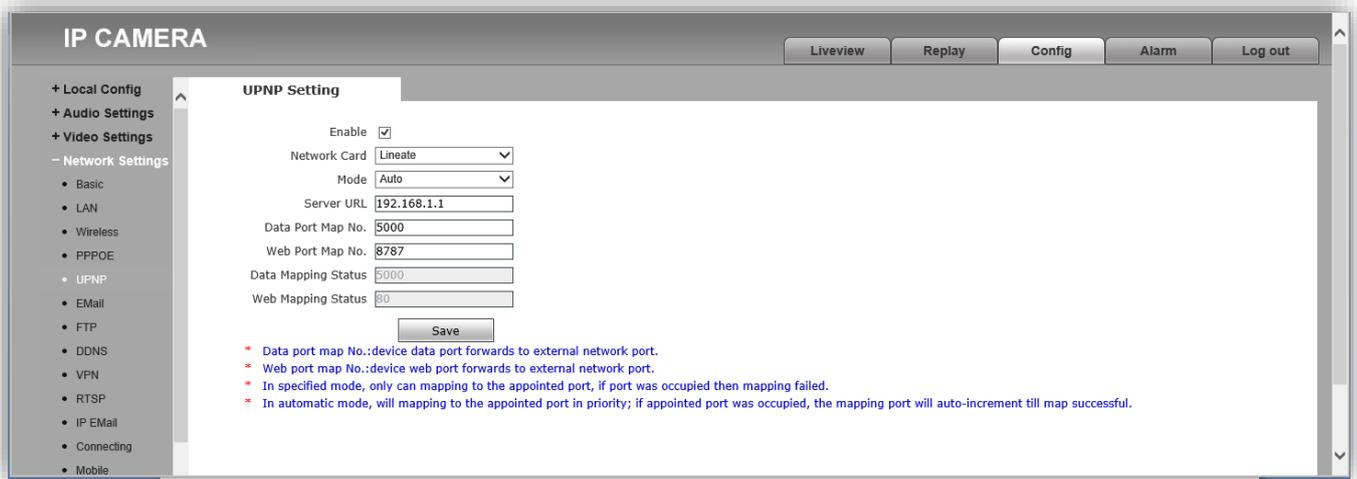 IP CAMERA
Liveview Replay Config Alarm Log out
+ Local Config
+ Audio Settings
+ Video Settings
− Network Settings
• Basic
• LAN
• Wireless
• PPPOE
• UPNP
• EMail
• FTP
• DDNS
• VPN
• RTSP
• IP EMail
• Connecting
• Mobile
UPNP Setting
Enable
Network Card Lineate
Mode Auto
Server URL 192.168.1.1
Data Port Map No. 5000
Web Port Map No. 8787
Data Mapping Status 5000
Web Mapping Status 80
Save
* Data port map No.:device data port forwards to external network port.
* Web port map No.:device web port forwards to external network port.
* In specified mode, only can mapping to the appointed port, if port was occupied then mapping failed.
* In automatic mode, will mapping to the appointed port in priority; if appointed port was occupied, the mapping port will auto-increment till map successful.